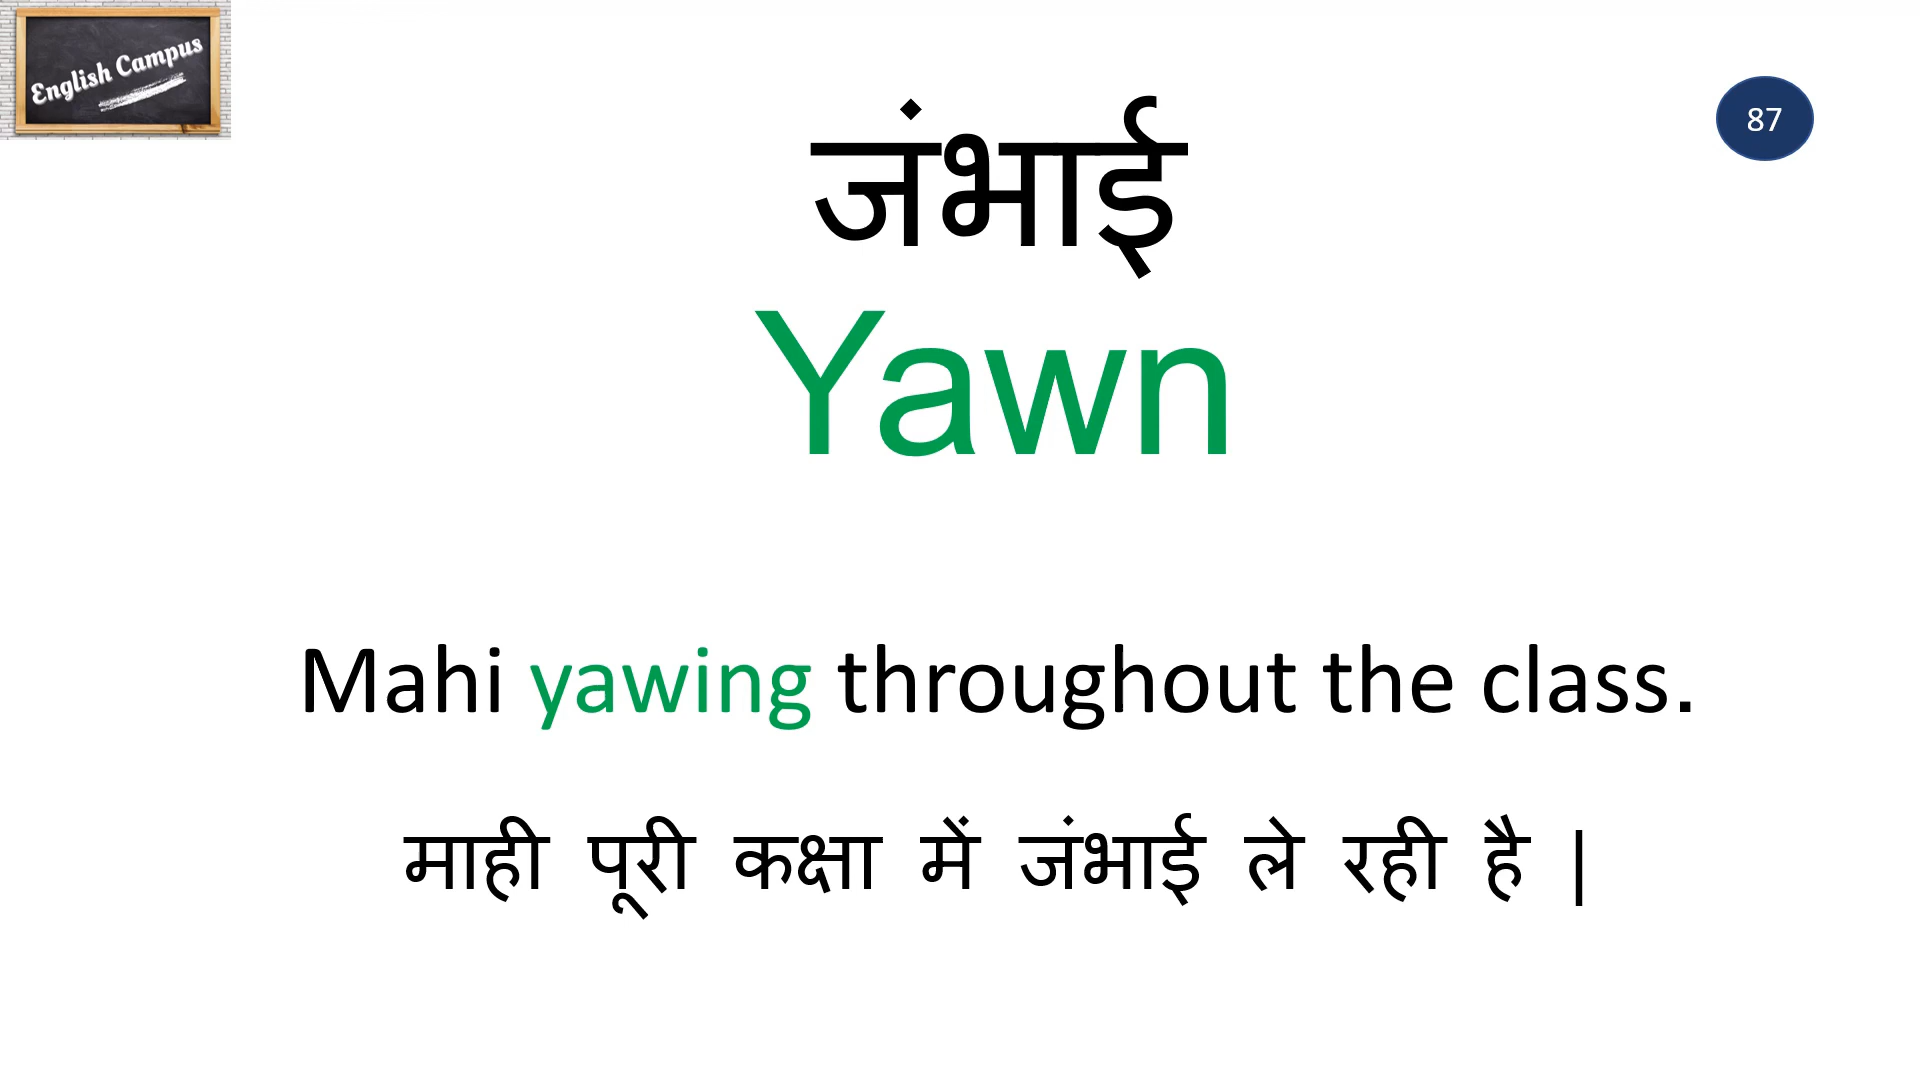 English Campus
87
जंभाई
Yawn
Mahi yawing throughout the class.
माही पूरी कक्षा में जंभाई ले रही है |